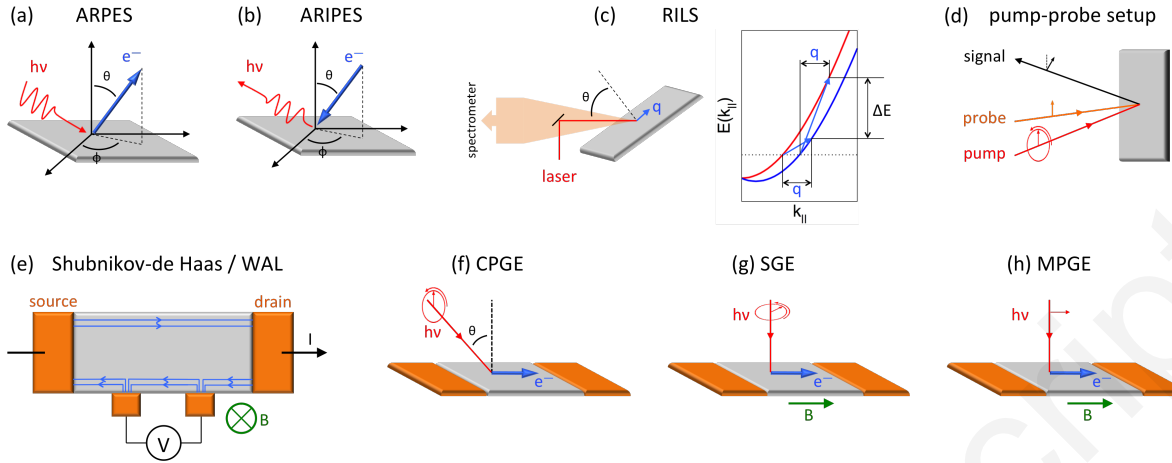 (a) ARPES
hν
e⁻
θ
ϕ
(b) ARIPES
hν
e⁻
θ
ϕ
(c) RILS
spectrometer
θ
q
laser
E(k||)
q
ΔE
q
k||
(d) pump-probe setup
signal
probe
pump
(e) Shubnikov-de Haas / WAL
source
drain
I
B
V
(f) CPGE
hν
θ
e⁻
(g) SGE
hν
e⁻
B
(h) MPGE
hν
e⁻
B
cript